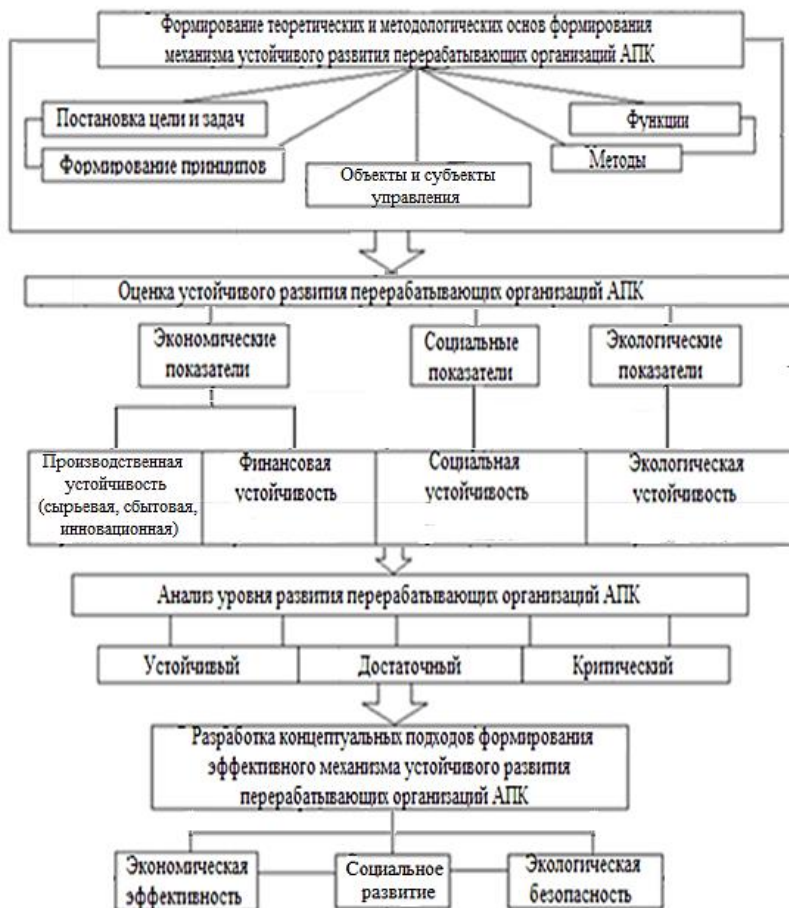 Формирование теоретических и методологических основ формирования
механизма устойчивого развития перерабатывающих организаций АПК
Постановка цели и задач
Функции
Формирование принципов
Методы
Объекты и субъекты
управления
Оценка устойчивого развития перерабатывающих организаций АПК
Экономические
показатели
Социальные
показатели
Экологические
показатели
Производственная
устойчивость
(сырьевая, сбытовая,
инновационная)
Финансовая
устойчивость
Социальная
устойчивость
Экологическая
устойчивость
Анализ уровня развития перерабатывающих организаций АПК
Устойчивый
Достаточный
Критический
Разработка концептуальных подходов формирования
эффективного механизма устойчивого развития
перерабатывающих организаций АПК
Экономическая
эффективность
Социальное
развитие
Экологическая
безопасность